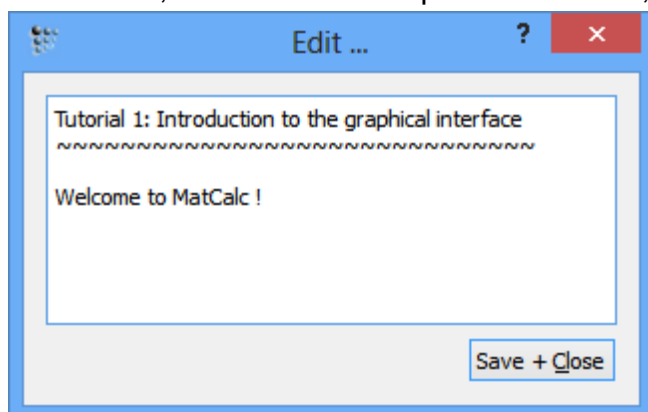 Edit ...
?
Tutorial 1: Introduction to the graphical interface
~~~~~~~~~~~~~~~~~~~~~~~~~~~~~~
Welcome to MatCalc !
Save + Close